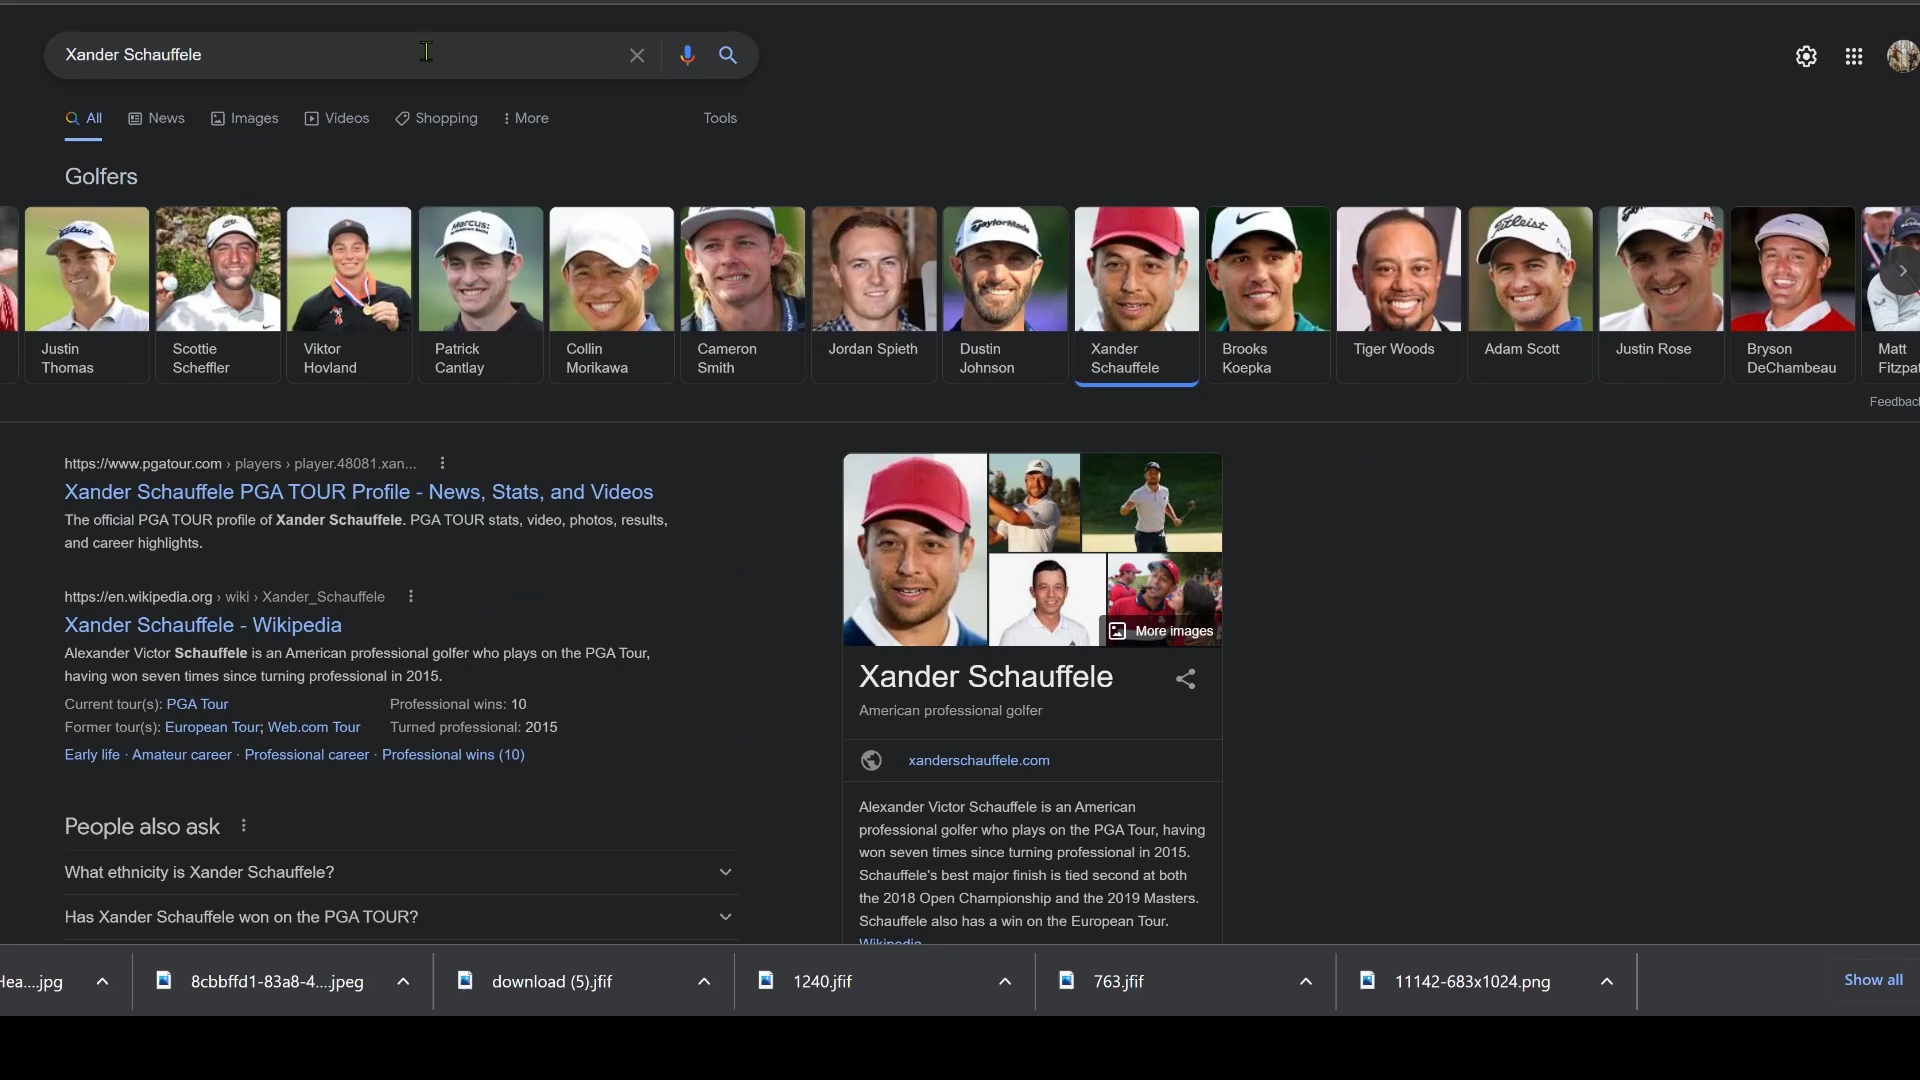 Xander Schauffele
All News Images Videos Shopping More Tools
Golfers
Titleist
Marcus:
TaylorMade
Titleist
Justin Thomas
Scottie Scheffler
Viktor Hovland
Patrick Cantlay
Collin Morikawa
Cameron Smith
Jordan Spieth
Dustin Johnson
Xander Schauffele
Brooks Koepka
Tiger Woods
Adam Scott
Justin Rose
Bryson DeChambeau
Matt Fitzpat
Feedback
https://www.pgatour.com › players › player.48081.xan...
Xander Schauffele PGA TOUR Profile - News, Stats, and Videos
The official PGA TOUR profile of Xander Schauffele. PGA TOUR stats, video, photos, results,
and career highlights.
https://en.wikipedia.org › wiki › Xander_Schauffele
Xander Schauffele - Wikipedia
Alexander Victor Schauffele is an American professional golfer who plays on the PGA Tour,
having won seven times since turning professional in 2015.
Current tour(s): PGA Tour Professional wins: 10
Former tour(s): European Tour; Web.com Tour Turned professional: 2015
Early life · Amateur career · Professional career · Professional wins (10)
People also ask
What ethnicity is Xander Schauffele?
Has Xander Schauffele won on the PGA TOUR?
More images
Xander Schauffele
American professional golfer
xanderschauffele.com
Alexander Victor Schauffele is an American
professional golfer who plays on the PGA Tour, having
won seven times since turning professional in 2015.
Schauffele's best major finish is tied second at both
the 2018 Open Championship and the 2019 Masters.
Schauffele also has a win on the European Tour.
Wikipedia
Hea....jpg 8cbbffd1-83a8-4....jpeg download (5).jfif 1240.jfif 763.jfif 11142-683x1024.png Show all